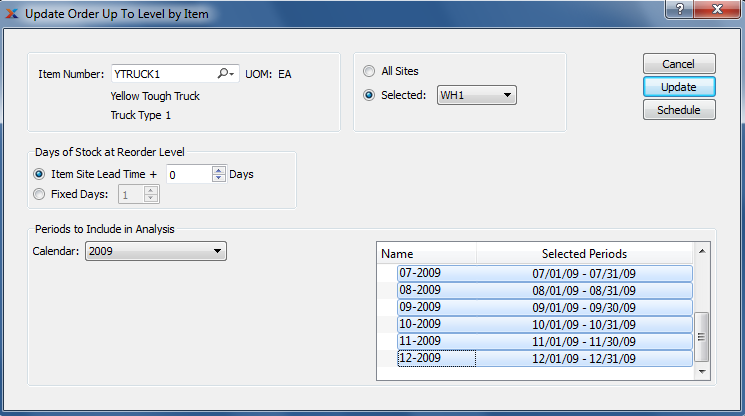 Update Order Up To Level by Item
Item Number: YTRUCK1 UOM: EA
Yellow Tough Truck
Truck Type 1
All Sites
Selected: WH1
Cancel
Update
Schedule
Days of Stock at Reorder Level
Item Site Lead Time + 0 Days
Fixed Days: 1
Periods to Include in Analysis
Calendar: 2009
Name Selected Periods
07-2009 07/01/09 - 07/31/09
08-2009 08/01/09 - 08/31/09
09-2009 09/01/09 - 09/30/09
10-2009 10/01/09 - 10/31/09
11-2009 11/01/09 - 11/30/09
12-2009 12/01/09 - 12/31/09